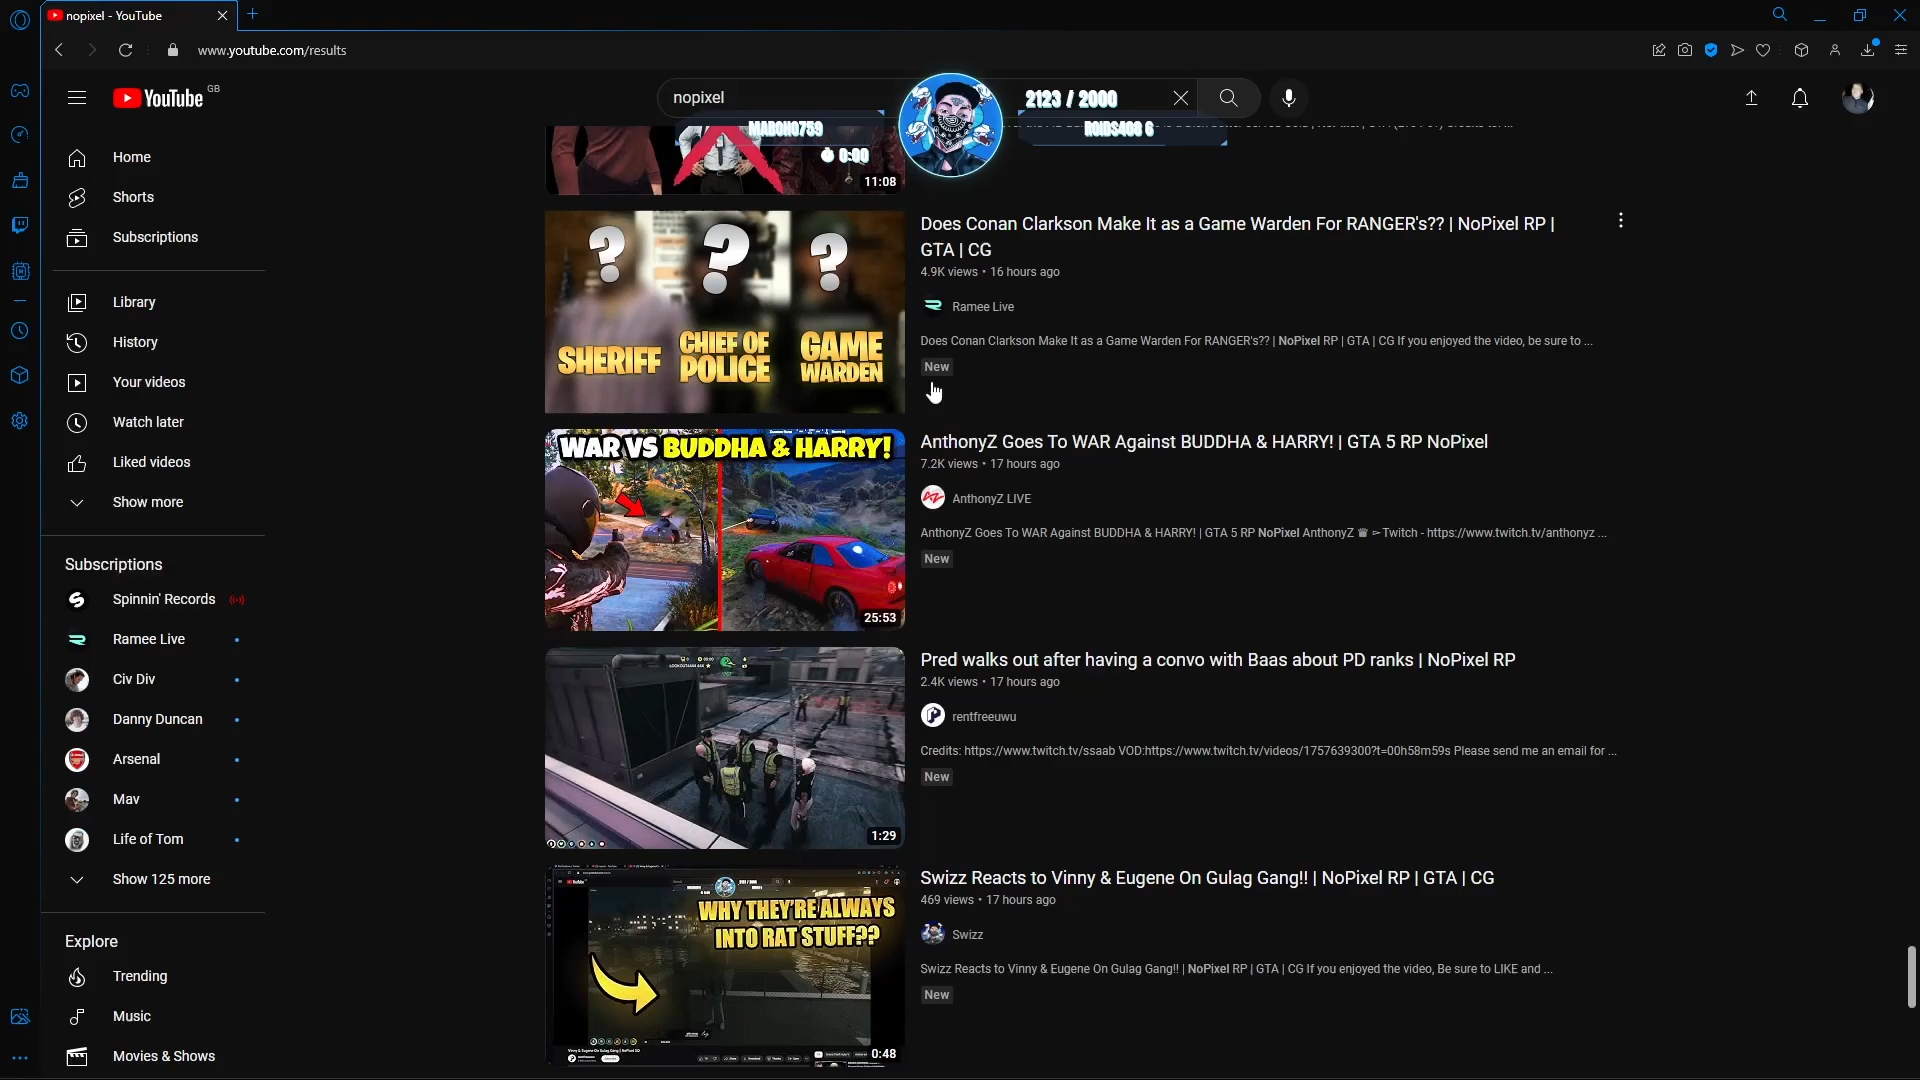 nopixel - YouTube
www.youtube.com/results
YouTube GB
nopixel
2123 / 2000
MABOH0759
ROIDS408 6
0:00
11:08
Home
Shorts
Subscriptions
Library
History
Your videos
Watch later
Liked videos
Show more
Subscriptions
Spinnin' Records
Ramee Live
Civ Div
Danny Duncan
Arsenal
Mav
Life of Tom
Show 125 more
Explore
Trending
Music
Movies & Shows
? ? ?
SHERIFF
CHIEF OF
POLICE
GAME
WARDEN
Does Conan Clarkson Make It as a Game Warden For RANGER's?? | NoPixel RP |
GTA | CG
4.9K views • 16 hours ago
Ramee Live
Does Conan Clarkson Make It as a Game Warden For RANGER's?? | NoPixel RP | GTA | CG If you enjoyed the video, be sure to ...
New
WAR VS BUDDHA & HARRY!
25:53
AnthonyZ Goes To WAR Against BUDDHA & HARRY! | GTA 5 RP NoPixel
7.2K views • 17 hours ago
AnthonyZ LIVE
AnthonyZ Goes To WAR Against BUDDHA & HARRY! | GTA 5 RP NoPixel AnthonyZ ♛ ➣ Twitch - https://www.twitch.tv/anthonyz ...
New
1:29
Pred walks out after having a convo with Baas about PD ranks | NoPixel RP
2.4K views • 17 hours ago
rentfreeuwu
Credits: https://www.twitch.tv/ssaab VOD:https://www.twitch.tv/videos/1757639300?t=00h58m59s Please send me an email for ...
New
WHY THEY'RE ALWAYS
INTO RAT STUFF??
0:48
Swizz Reacts to Vinny & Eugene On Gulag Gang!! | NoPixel RP | GTA | CG
469 views • 17 hours ago
Swizz
Swizz Reacts to Vinny & Eugene On Gulag Gang!! | NoPixel RP | GTA | CG If you enjoyed the video, Be sure to LIKE and ...
New